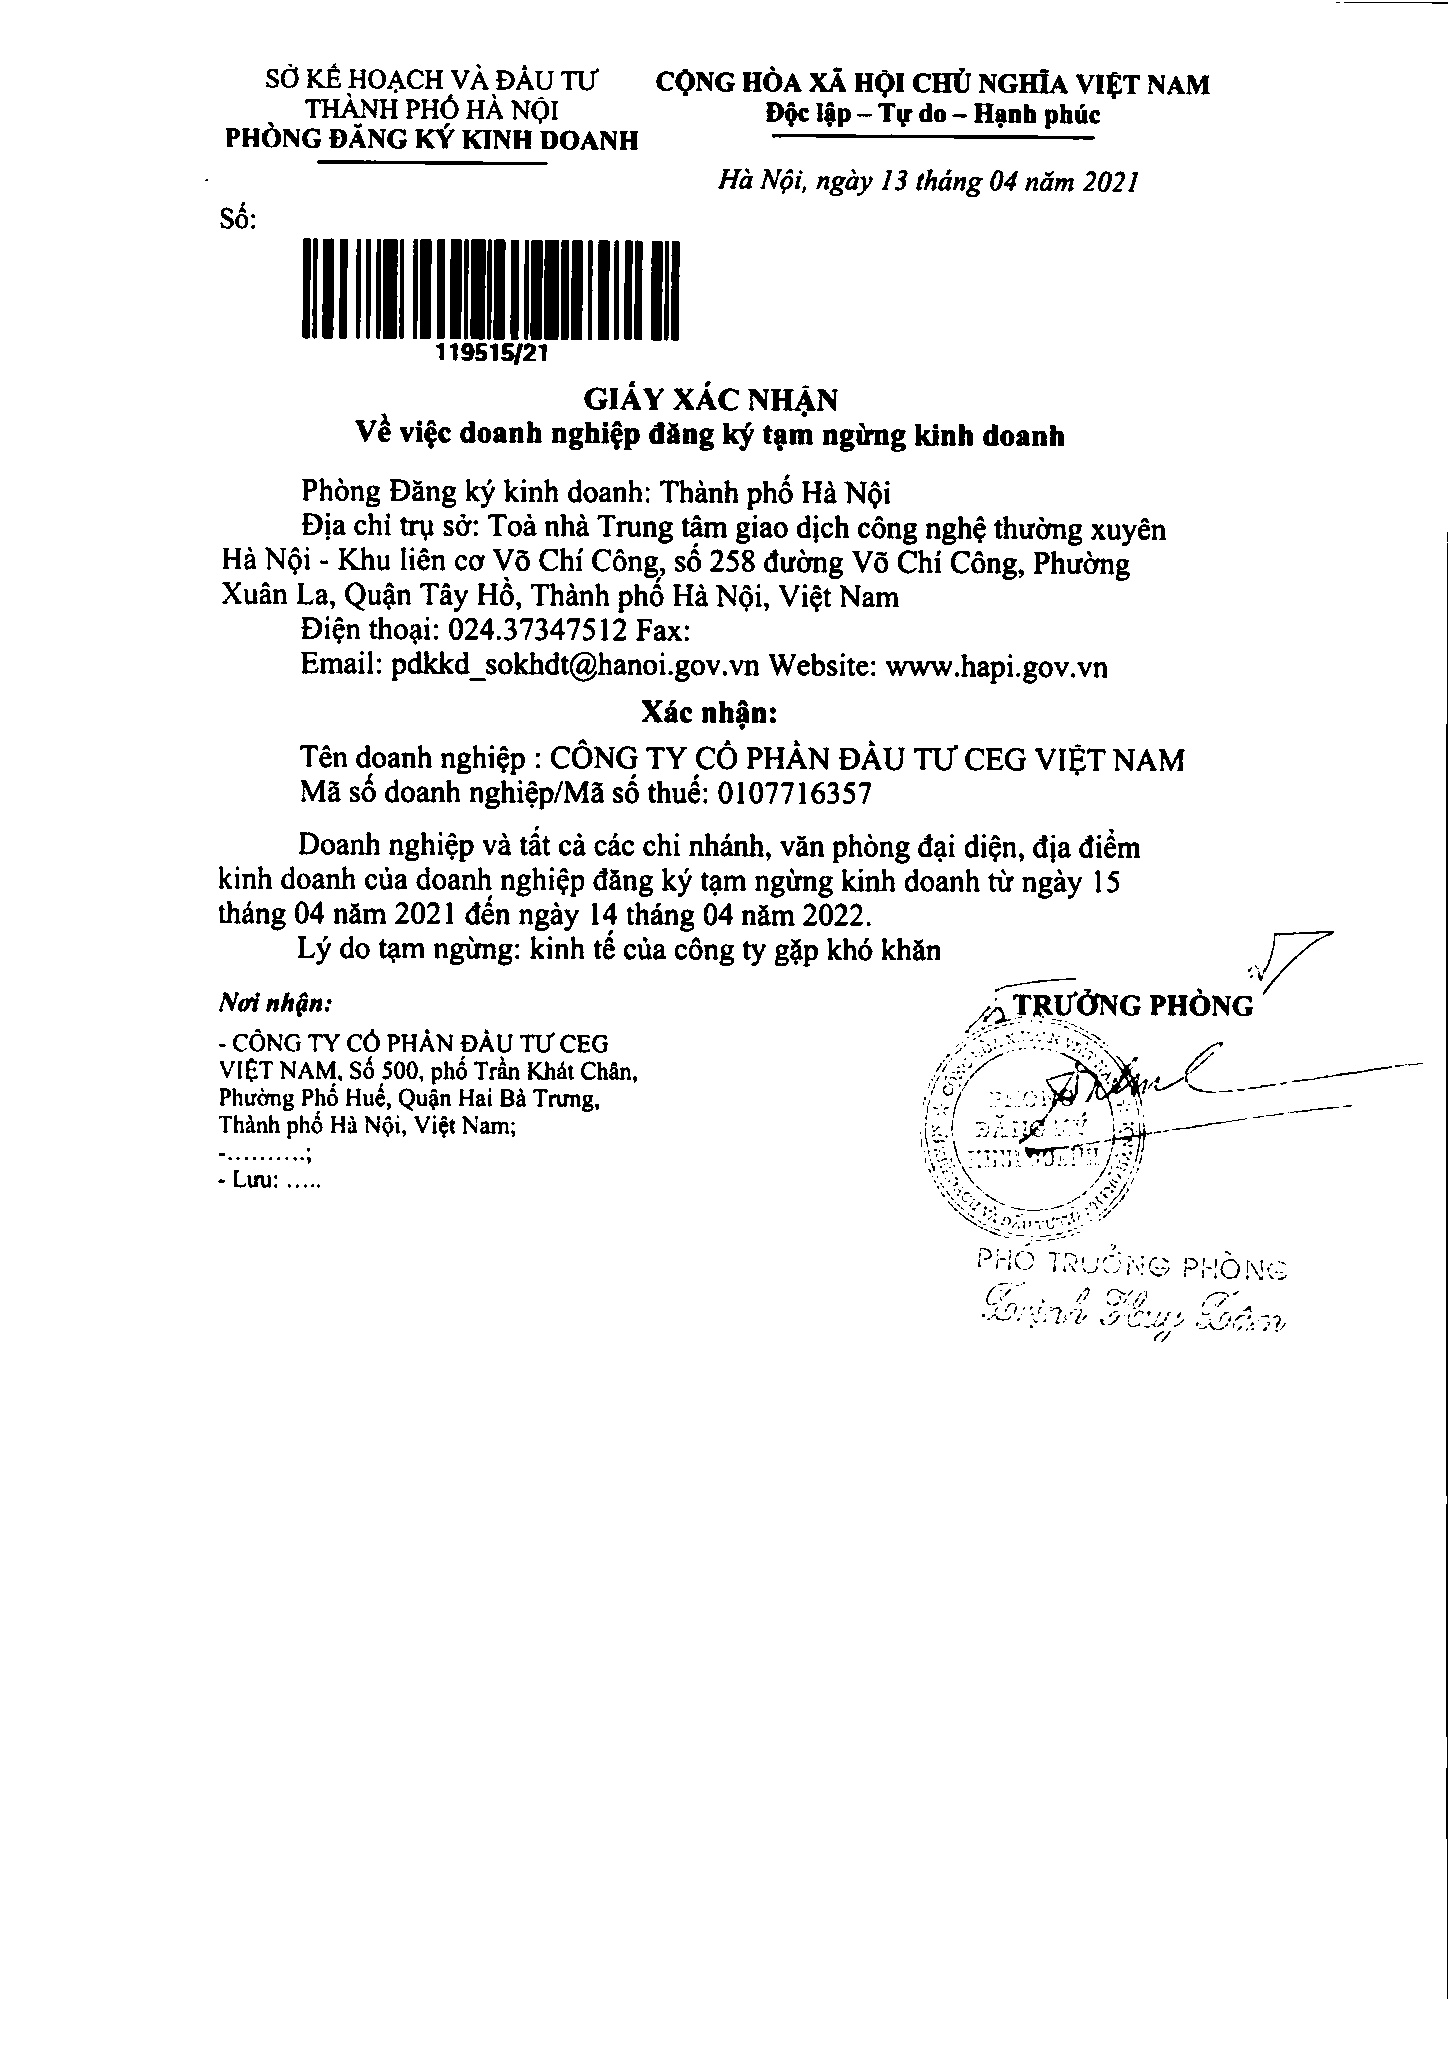 SỞ KẾ HOẠCH VÀ ĐẦU TƯ
THÀNH PHỐ HÀ NỘI
PHÒNG ĐĂNG KÝ KINH DOANH
CỘNG HÒA XÃ HỘI CHỦ NGHĨA VIỆT NAM
Độc lập – Tự do – Hạnh phúc
Hà Nội, ngày 13 tháng 04 năm 2021
Số:
119515/21
GIẤY XÁC NHẬN
Về việc doanh nghiệp đăng ký tạm ngừng kinh doanh
Phòng Đăng ký kinh doanh: Thành phố Hà Nội
Địa chỉ trụ sở: Toà nhà Trung tâm giao dịch công nghệ thường xuyên
Hà Nội - Khu liên cơ Võ Chí Công, số 258 đường Võ Chí Công, Phường
Xuân La, Quận Tây Hồ, Thành phố Hà Nội, Việt Nam
Điện thoại: 024.37347512 Fax:
Email: pdkkd_sokhdt@hanoi.gov.vn Website: www.hapi.gov.vn
Xác nhận:
Tên doanh nghiệp : CÔNG TY CỔ PHẦN ĐẦU TƯ CEG VIỆT NAM
Mã số doanh nghiệp/Mã số thuế: 0107716357
Doanh nghiệp và tất cả các chi nhánh, văn phòng đại diện, địa điểm
kinh doanh của doanh nghiệp đăng ký tạm ngừng kinh doanh từ ngày 15
tháng 04 năm 2021 đến ngày 14 tháng 04 năm 2022.
Lý do tạm ngừng: kinh tế của công ty gặp khó khăn
Nơi nhận:
- CÔNG TY CỔ PHẦN ĐẦU TƯ CEG
VIỆT NAM, Số 500, phố Trần Khát Chân,
Phường Phố Huế, Quận Hai Bà Trưng,
Thành phố Hà Nội, Việt Nam;
-..........;
- Lưu: .....
TRƯỞNG PHÒNG
PHÒNG
ĐĂNG KÝ
KINH DOANH
PHÓ TRƯỞNG PHÒNG
Trịnh Huy Tân